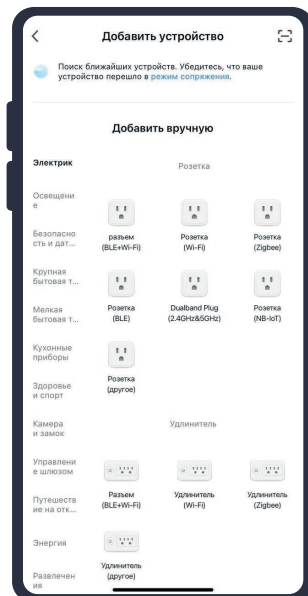 Добавить устройство
Поиск ближайших устройств. Убедитесь, что ваше
устройство перешло в режим сопряжения.
Добавить вручную
Электрик
Розетка
Освещени
е
разъем
(BLE+Wi-Fi)
Розетка
(Wi-Fi)
Розетка
(Zigbee)
Безопасно
сть и дат...
Крупная
бытовая т...
Мелкая
бытовая т...
Розетка
(BLE)
Dualband Plug
(2.4GHz&5GHz)
Розетка
(NB-IoT)
Кухонные
приборы
Розетка
(другое)
Здоровье
и спорт
Камера
и замок
Удлинитель
Управлени
е шлюзом
Разъем
(BLE+Wi-Fi)
Удлинитель
(Wi-Fi)
Удлинитель
(Zigbee)
Путешеств
ие на отк...
Энергия
Удлинитель
(другое)
Развлечен
ия